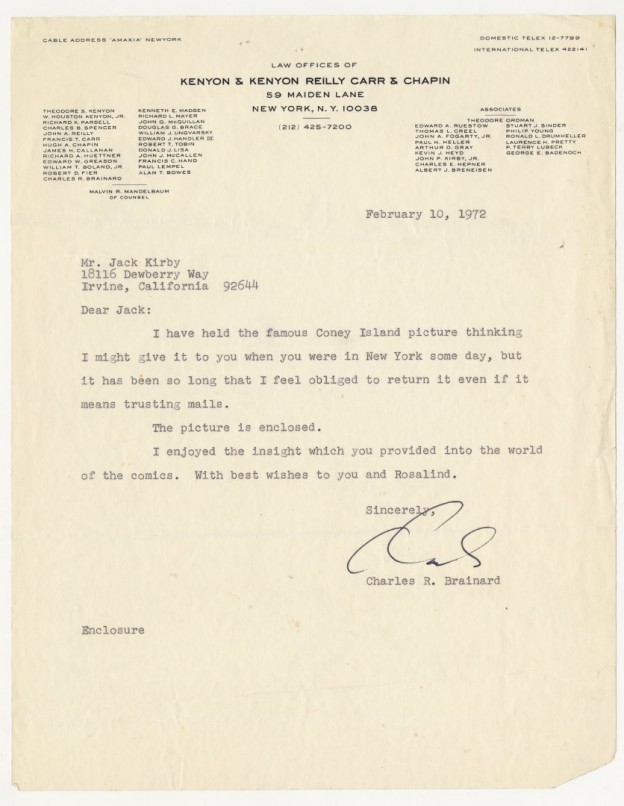 CABLE ADDRESS "AMAXIA" NEWYORK
DOMESTIC TELEX 12-7799
INTERNATIONAL TELEX 422141
LAW OFFICES OF
KENYON & KENYON REILLY CARR & CHAPIN
59 MAIDEN LANE
NEW YORK, N.Y. 10038
(212) 425-7200
THEODORE S. KENYON
W. HOUSTON KENYON, JR.
RICHARD K. PARSELL
CHARLES B. SPENCER
JOHN A. REILLY
FRANCIS T. CARR
HUGH A. CHAPIN
JAMES H. CALLAHAN
RICHARD A. HUETTNER
EDWARD W. GREASON
WILLIAM T. BOLAND, JR
ROBERT D. FIER
CHARLES R. BRAINARD
KENNETH E. MADSEN
RICHARD L. MAYER
JOHN G. McQUILLAN
DOUGLAS G. BRACE
WILLIAM J. UNGVARSKY
EDWARD J. HANDLER III
ROBERT T. TOBIN
DONALD J. LISA
JOHN J. McCALLEN
FRANCIS C. HAND
PAUL LEMPEL
ALAN T. BOWES
MALVIN R. MANDELBAUM
OF COUNSEL
ASSOCIATES
THEODORE
EDWARD A. RUESTOW
THOMAS L. CREEL
JOHN A. FOGARTY, JR.
PAUL H. HELLER
ARTHUR D. GRAY
KEVIN J. HEYD
JOHN P. KIRBY, JR.
CHARLES E. HEPNER
ALBERT J. BRENEISEN
STUART J. SINDER
PHILIP YOUNG
RONALD L. DRUMHELLER
LAURENCE H. PRETTY
P. TERRY LUBECK
GEORGE E. BADENOCH
February 10, 1972
Mr. Jack Kirby
18116 Dewberry Way
Irvine, California 92644
Dear Jack:
I have held the famous Coney Island picture thinking
I might give it to you when you were in New York some day, but
it has been so long that I feel obliged to return it even if it
means trusting mails.
The picture is enclosed.
I enjoyed the insight which you provided into the world
of the comics. With best wishes to you and Rosalind.
Sincerely,
Charles R. Brainard
Enclosure